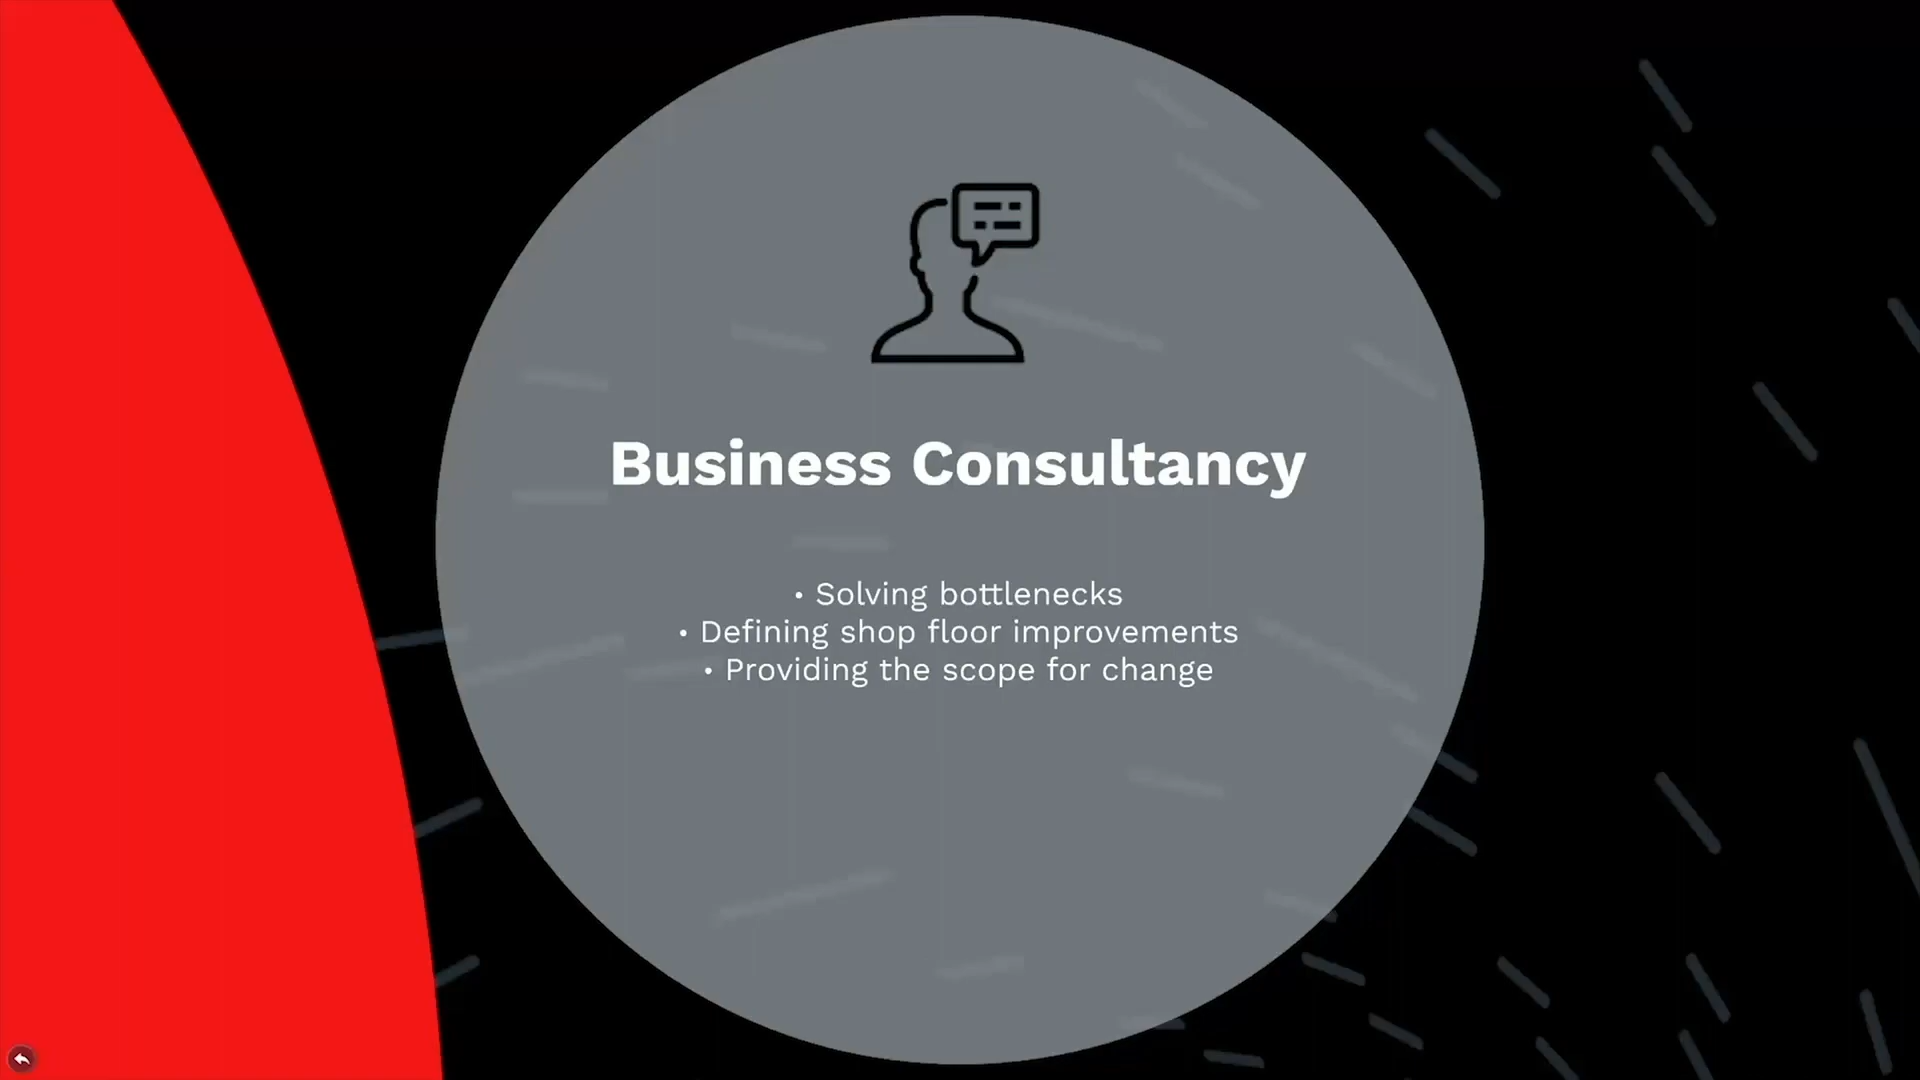 Business Consultancy
• Solving bottlenecks
• Defining shop floor improvements
• Providing the scope for change